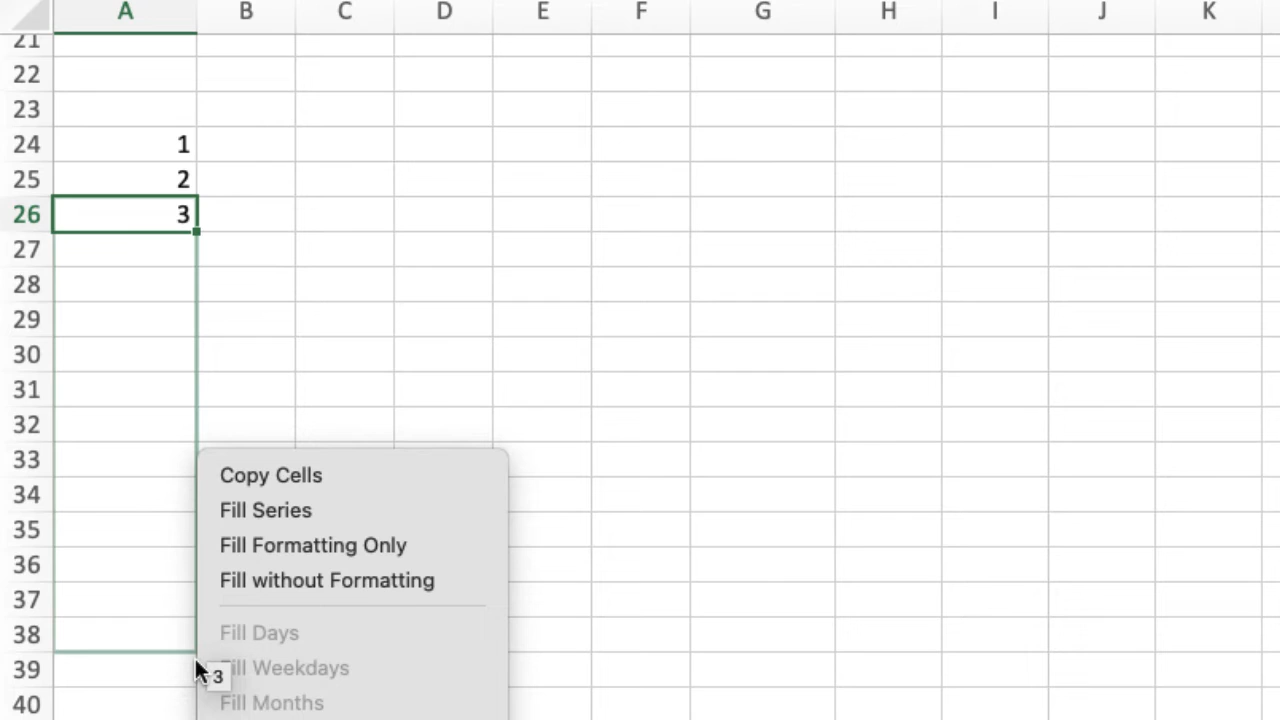 A B C D E F G H I J K
21
22
23
24 1
25 2
26 3
27
28
29
30
31
32
33
Copy Cells
34
Fill Series
35
Fill Formatting Only
36
Fill without Formatting
37
38
Fill Days
39
Fill Weekdays
3
40
Fill Months